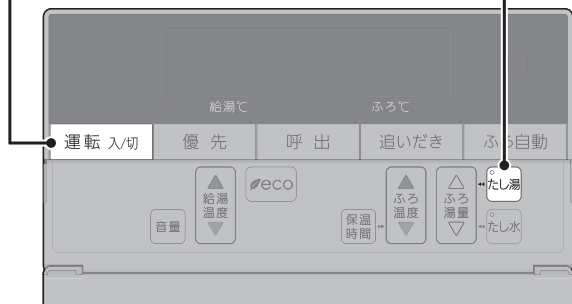 給湯℃
ふろ℃
運転 入/切
優先
呼出
追いだき
ふろ自動
音量
給湯温度
eco
保温時間
ふろ温度
ふろ湯量
たし湯
たし水